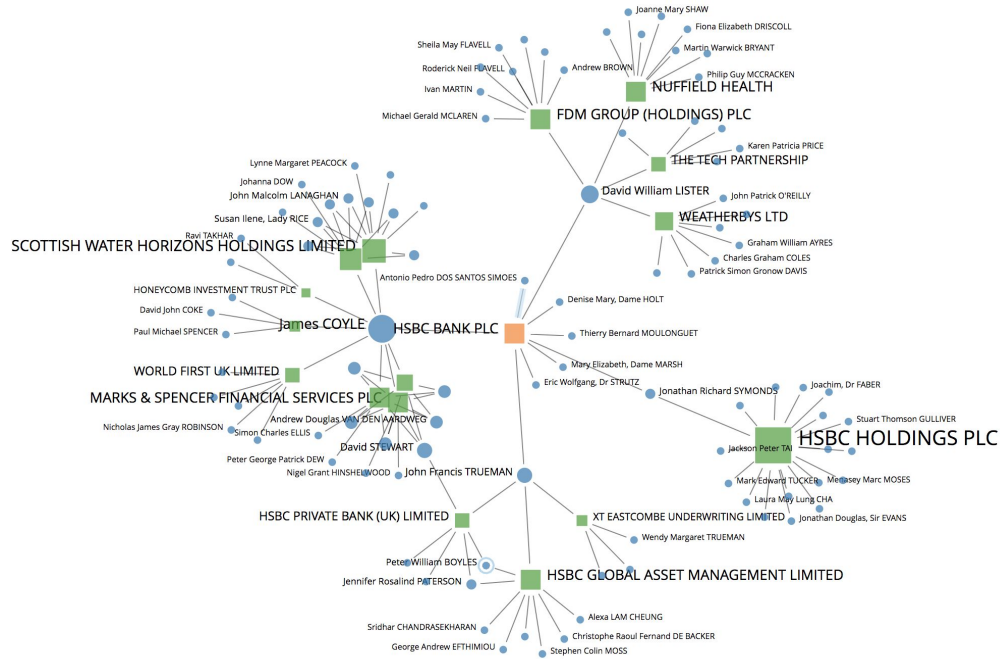 Joanne Mary SHAW
Fiona Elizabeth DRISCOLL
Sheila May FLAVELL
Martin Warwick BRYANT
Roderick Neil FLAVELL
Andrew BROWN
Philip Guy MCCRACKEN
Ivan MARTIN
NUFFIELD HEALTH
Michael Gerald MCLAREN
FDM GROUP (HOLDINGS) PLC
Karen Patricia PRICE
THE TECH PARTNERSHIP
Lynne Margaret PEACOCK
Johanna DOW
David William LISTER
John Malcolm LANAGHAN
John Patrick O'REILLY
Susan Ilene, Lady RICE
WEATHERBYS LTD
Ravi TAKHAR
SCOTTISH WATER HORIZONS HOLDINGS LIMITED
Graham William AYRES
Charles Graham COLES
Patrick Simon Gronow DAVIS
Antonio Pedro DOS SANTOS SIMOES
HONEYCOMB INVESTMENT TRUST PLC
Denise Mary, Dame HOLT
David John COKE
James COYLE
HSBC BANK PLC
Paul Michael SPENCER
Thierry Bernard MOULONGUET
WORLD FIRST UK LIMITED
Mary Elizabeth, Dame MARSH
Eric Wolfgang, Dr STRUTZ
Jonathan Richard SYMONDS
Joachim, Dr FABER
MARKS & SPENCER FINANCIAL SERVICES PLC
Andrew Douglas VAN DEN AARDWEG
Stuart Thomson GULLIVER
Nicholas James Gray ROBINSON
Simon Charles ELLIS
HSBC HOLDINGS PLC
David STEWART
Jackson Peter TAI
Peter George Patrick DEW
Nigel Grant HINSHELWOOD
John Francis TRUEMAN
Mark Edward TUCKER
Menasey Marc MOSES
Laura May Lung CHA
HSBC PRIVATE BANK (UK) LIMITED
XT EASTCOMBE UNDERWRITING LIMITED
Jonathan Douglas, Sir EVANS
Wendy Margaret TRUEMAN
Peter William BOYLES
Jennifer Rosalind PATERSON
HSBC GLOBAL ASSET MANAGEMENT LIMITED
Alexa LAM CHEUNG
Sridhar CHANDRASEKHARAN
Christophe Raoul Fernand DE BACKER
George Andrew EFTHIMIOU
Stephen Colin MOSS